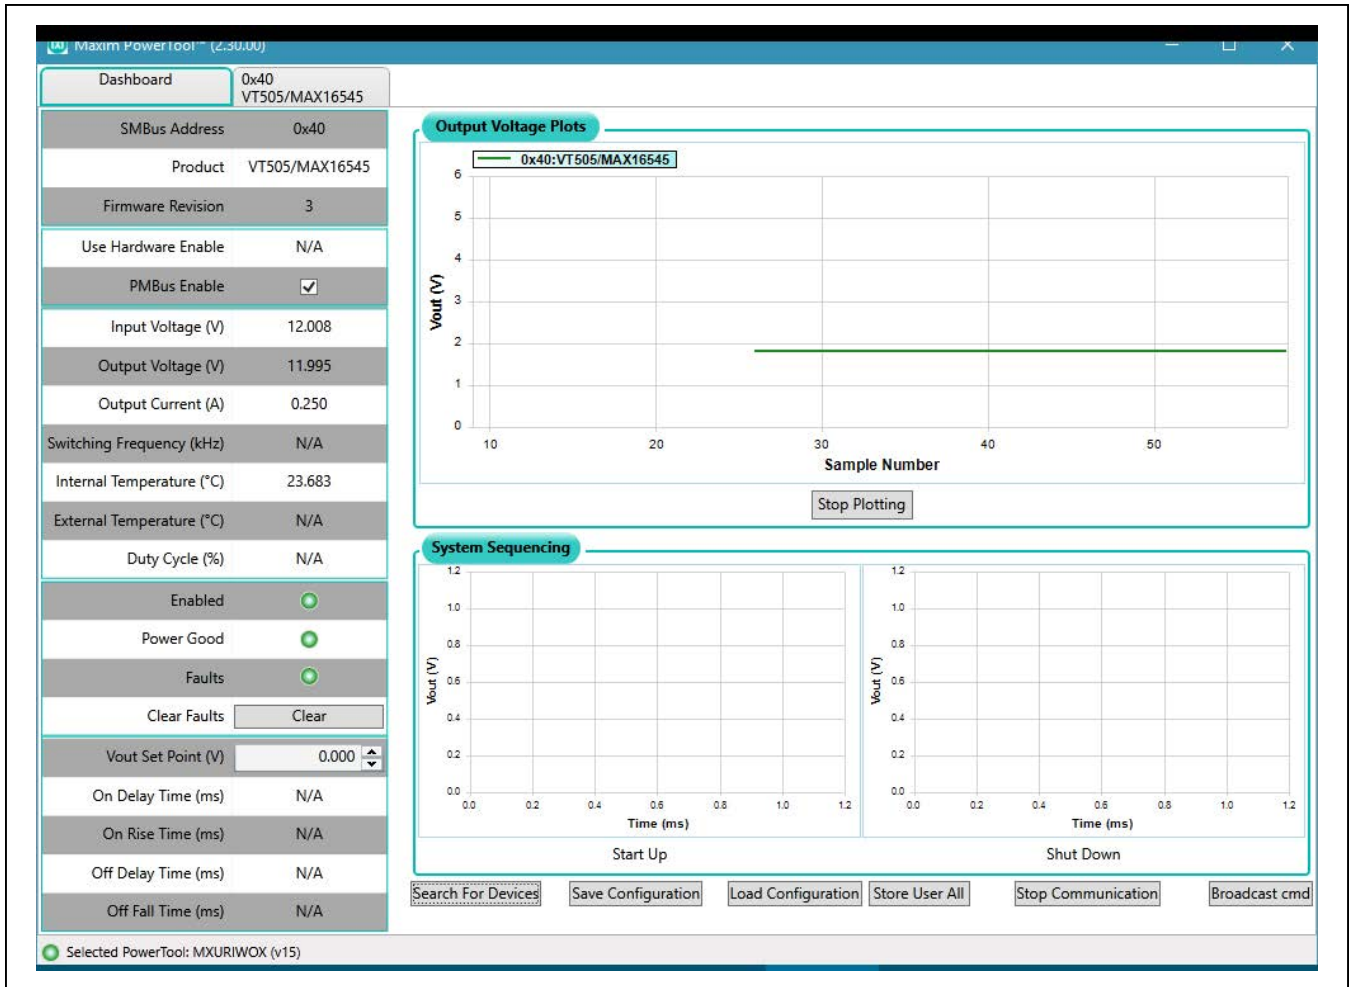 Maxim PowerTool™ (2.30.00)
Dashboard
0x40
VT505/MAX16545
SMBus Address 0x40
Product VT505/MAX16545
Firmware Revision 3
Use Hardware Enable N/A
PMBus Enable
Input Voltage (V) 12.008
Output Voltage (V) 11.995
Output Current (A) 0.250
Switching Frequency (kHz) N/A
Internal Temperature (°C) 23.683
External Temperature (°C) N/A
Duty Cycle (%) N/A
Enabled
Power Good
Faults
Clear Faults Clear
Vout Set Point (V) 0.000
On Delay Time (ms) N/A
On Rise Time (ms) N/A
Off Delay Time (ms) N/A
Off Fall Time (ms) N/A
Output Voltage Plots
0x40:VT505/MAX16545
6
5
4
3
2
1
0
Vout (V)
10 20 30 40 50
Sample Number
Stop Plotting
System Sequencing
1.2
1.0
0.8
0.6
0.4
0.2
0.0
Vout (V)
0.0 0.2 0.4 0.6 0.8 1.0 1.2
Time (ms)
Start Up
1.2
1.0
0.8
0.6
0.4
0.2
0.0
Vout (V)
0.0 0.2 0.4 0.6 0.8 1.0 1.2
Time (ms)
Shut Down
Search For Devices Save Configuration Load Configuration Store User All Stop Communication Broadcast cmd
Selected PowerTool: MXURIWOX (v15)